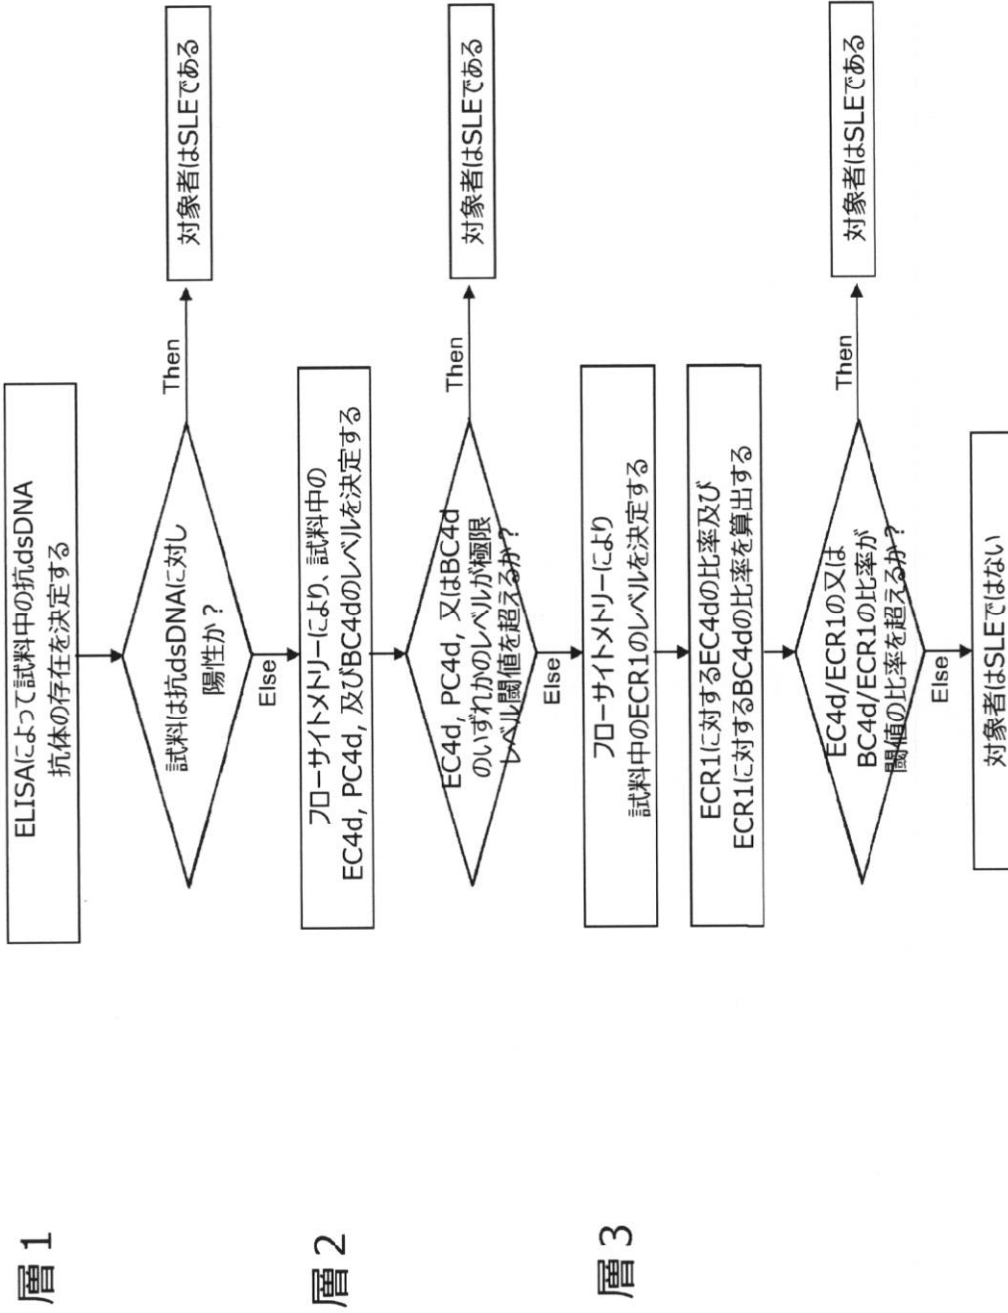 層1
ELISAによって試料中の抗dsDNA
抗体の存在を決定する
試料は抗dsDNAに対し
陽性か？
Then
対象者はSLEである
Else
層2
フローサイトメトリーにより、試料中の
EC4d, PC4d, 及びBC4dのレベルを決定する
EC4d, PC4d, 又はBC4d
のいずれかのレベルが極限
レベル閾値を超えるか？
Then
対象者はSLEである
Else
層3
フローサイトメトリーにより
試料中のECR1のレベルを決定する
ECR1に対するEC4dの比率及び
ECR1に対するBC4dの比率を算出する
EC4d/ECR1の又は
BC4d/ECR1の比率が
閾値の比率を超えるか？
Then
対象者はSLEである
Else
対象者はSLEではない